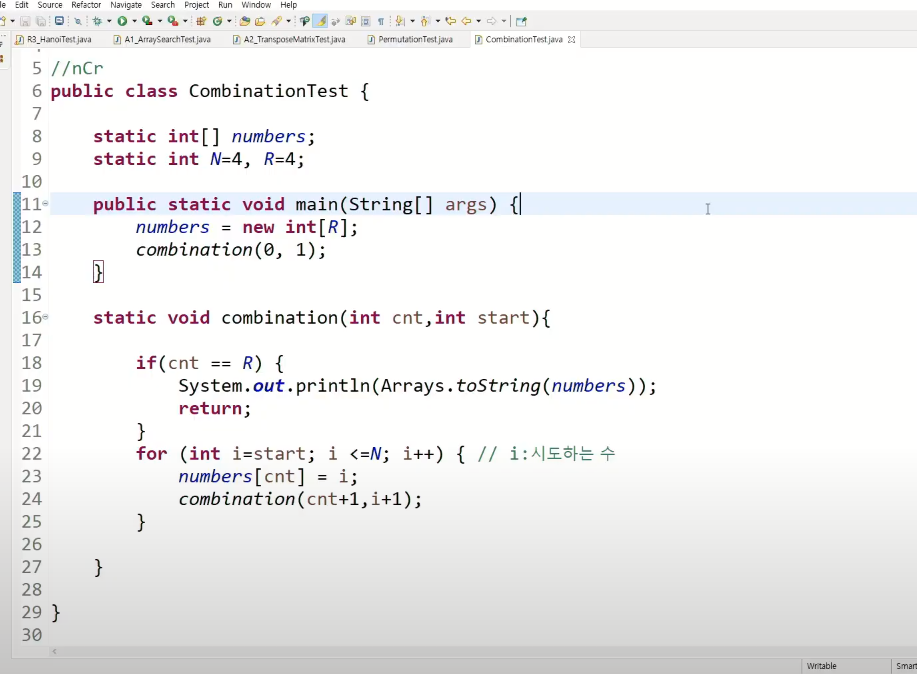 Edit Source Refactor Navigate Search Project Run Window Help
R3_HanoiTest.java A1_ArraySearchTest.java A2_TransposeMatrixTest.java PermutationTest.java CombinationTest.java
5 //nCr
6 public class CombinationTest {
7
8 static int[] numbers;
9 static int N=4, R=4;
10
11 public static void main(String[] args) {
12 numbers = new int[R];
13 combination(0, 1);
14 }
15
16 static void combination(int cnt,int start){
17
18 if(cnt == R) {
19 System.out.println(Arrays.toString(numbers));
20 return;
21 }
22 for (int i=start; i <=N; i++) { // i:시도하는 수
23 numbers[cnt] = i;
24 combination(cnt+1,i+1);
25 }
26
27 }
28
29 }
30
Writable Smart